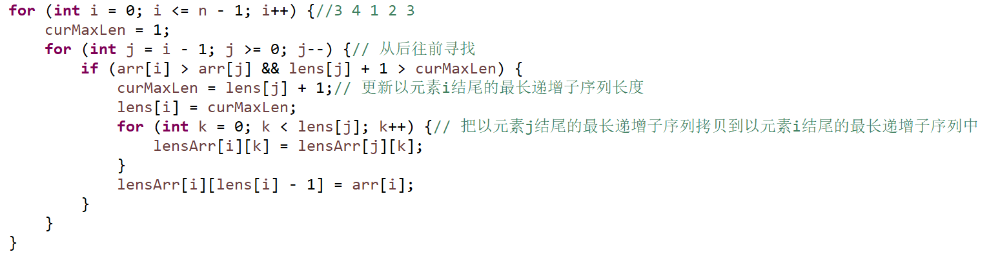 for (int i = 0; i <= n - 1; i++) {//3 4 1 2 3
    curMaxLen = 1;
    for (int j = i - 1; j >= 0; j--) {// 从后往前寻找
        if (arr[i] > arr[j] && lens[j] + 1 > curMaxLen) {
            curMaxLen = lens[j] + 1;// 更新以元素i结尾的最长递增子序列长度
            lens[i] = curMaxLen;
            for (int k = 0; k < lens[j]; k++) {// 把以元素j结尾的最长递增子序列拷贝到以元素i结尾的最长递增子序列中
                lensArr[i][k] = lensArr[j][k];
            }
            lensArr[i][lens[i] - 1] = arr[i];
        }
    }
}